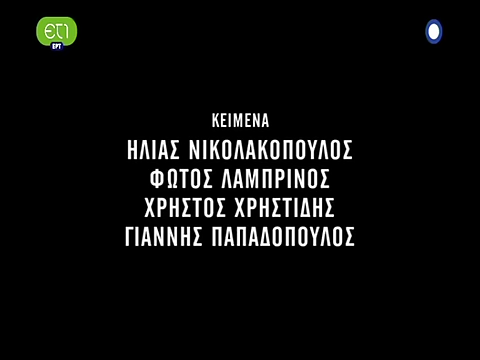 ετ1
ΕΡΤ
ΚΕΙΜΕΝΑ
ΗΛΙΑΣ ΝΙΚΟΛΑΚΟΠΟΥΛΟΣ
ΦΩΤΟΣ ΛΑΜΠΡΙΝΟΣ
ΧΡΗΣΤΟΣ ΧΡΗΣΤΙΔΗΣ
ΓΙΑΝΝΗΣ ΠΑΠΑΔΟΠΟΥΛΟΣ